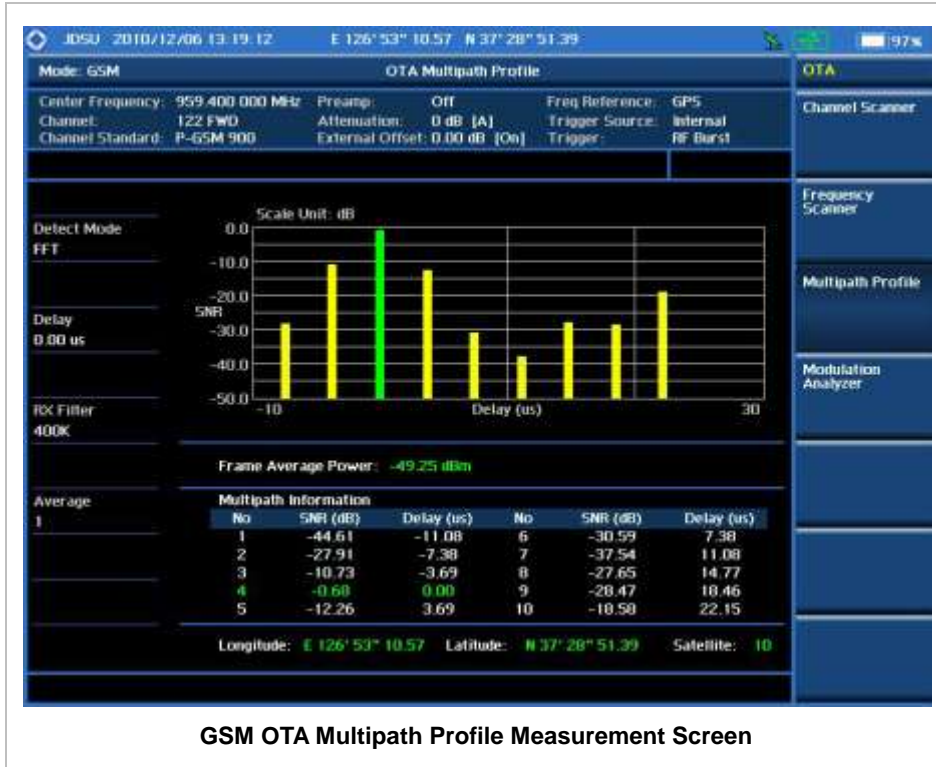 JDSU 2010/12/06 13:19:12 E 126° 53" 10.57 N 37° 28" 51.39 97%
Mode: GSM OTA Multipath Profile OTA
Center Frequency: 959.400 000 MHz Preamp: Off Freq Reference: GPS
Channel: 122 FWD Attenuation: 0 dB [A] Trigger Source: Internal
Channel Standard: P-GSM 900 External Offset: 0.00 dB [On] Trigger: RF Burst
Channel Scanner
Frequency
Scanner
Multipath Profile
Modulation
Analyzer
Detect Mode
FFT
Delay
0.00 us
RX Filter
400K
Average
1
Scale Unit: dB
0.0
-10.0
-20.0
SNR
-30.0
-40.0
-50.0
-10 Delay (us) 30
Frame Average Power: -49.25 dBm
Multipath Information
No SNR (dB) Delay (us) No SNR (dB) Delay (us)
1 -44.61 -11.08 6 -30.59 7.38
2 -27.91 -7.38 7 -37.54 11.08
3 -10.73 -3.69 8 -27.65 14.77
4 -0.68 0.00 9 -28.47 18.46
5 -12.26 3.69 10 -18.58 22.15
Longitude: E 126° 53" 10.57 Latitude: N 37° 28" 51.39 Satellite: 10
GSM OTA Multipath Profile Measurement Screen